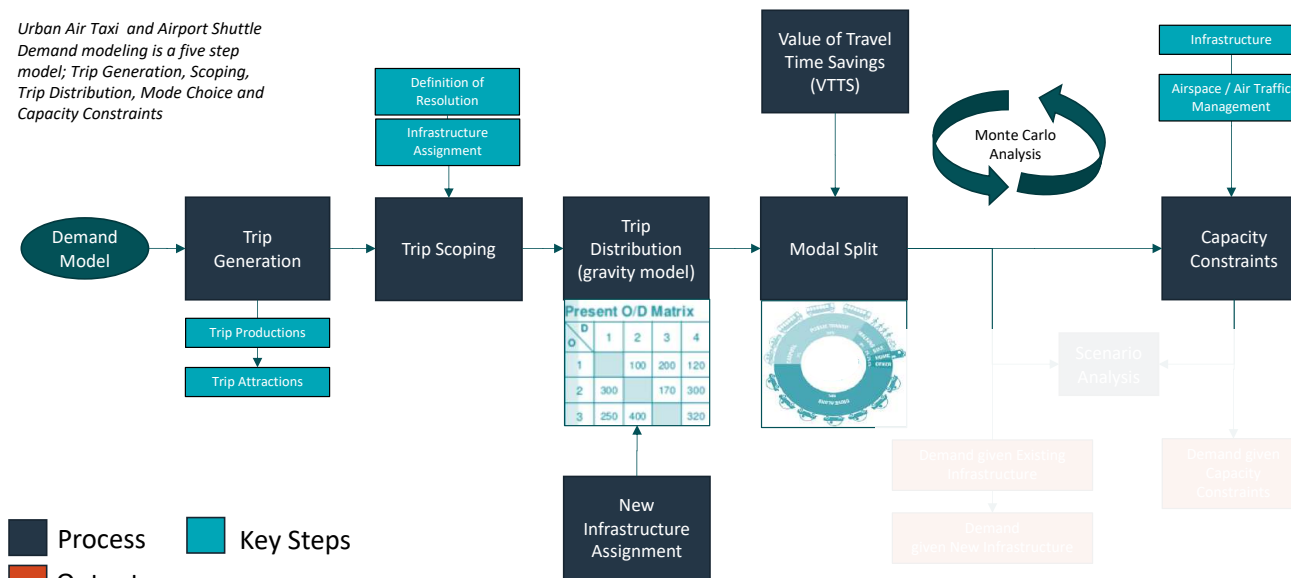 Urban Air Taxi and Airport Shuttle
Demand modeling is a five step
model; Trip Generation, Scoping,
Trip Distribution, Mode Choice and
Capacity Constraints
Definition of
Resolution
Infrastructure
Assignment
Value of Travel
Time Savings
(VTTS)
Monte Carlo
Analysis
Infrastructure
Airspace / Air Traffic
Management
Demand
Model
Trip
Generation
Trip Scoping
Trip
Distribution
(gravity model)
Modal Split
Capacity
Constraints
Trip Productions
Trip Attractions
Present O/D Matrix
D
O
1 2 3 4
1 100 200 120
2 300 170 300
3 250 400 320
Scenario
Analysis
Demand given Existing
Infrastructure
Demand
given New Infrastructure
Demand given
Capacity
Constraints
New
Infrastructure
Assignment
Process
Key Steps